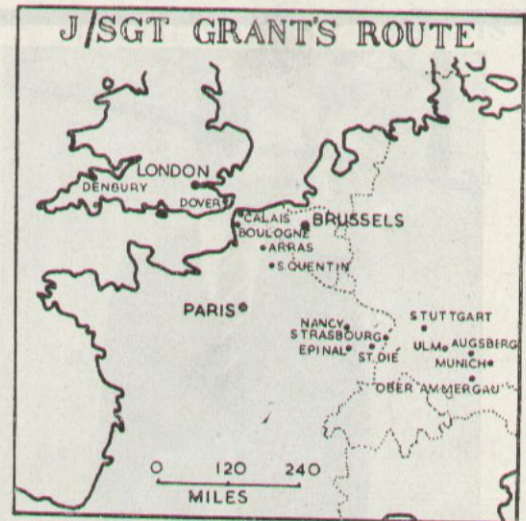 J/SGT GRANT'S ROUTE
LONDON
DENBURY
DOVER
CALAIS
BOULOGNE
BRUSSELS
ARRAS
S.QUENTIN
PARIS
NANCY
STRASBOURG
EPINAL
ST.DIE
STUTTGART
ULM
AUGSBERG
MUNICH
OBER AMMERGAU
0 120 240
MILES